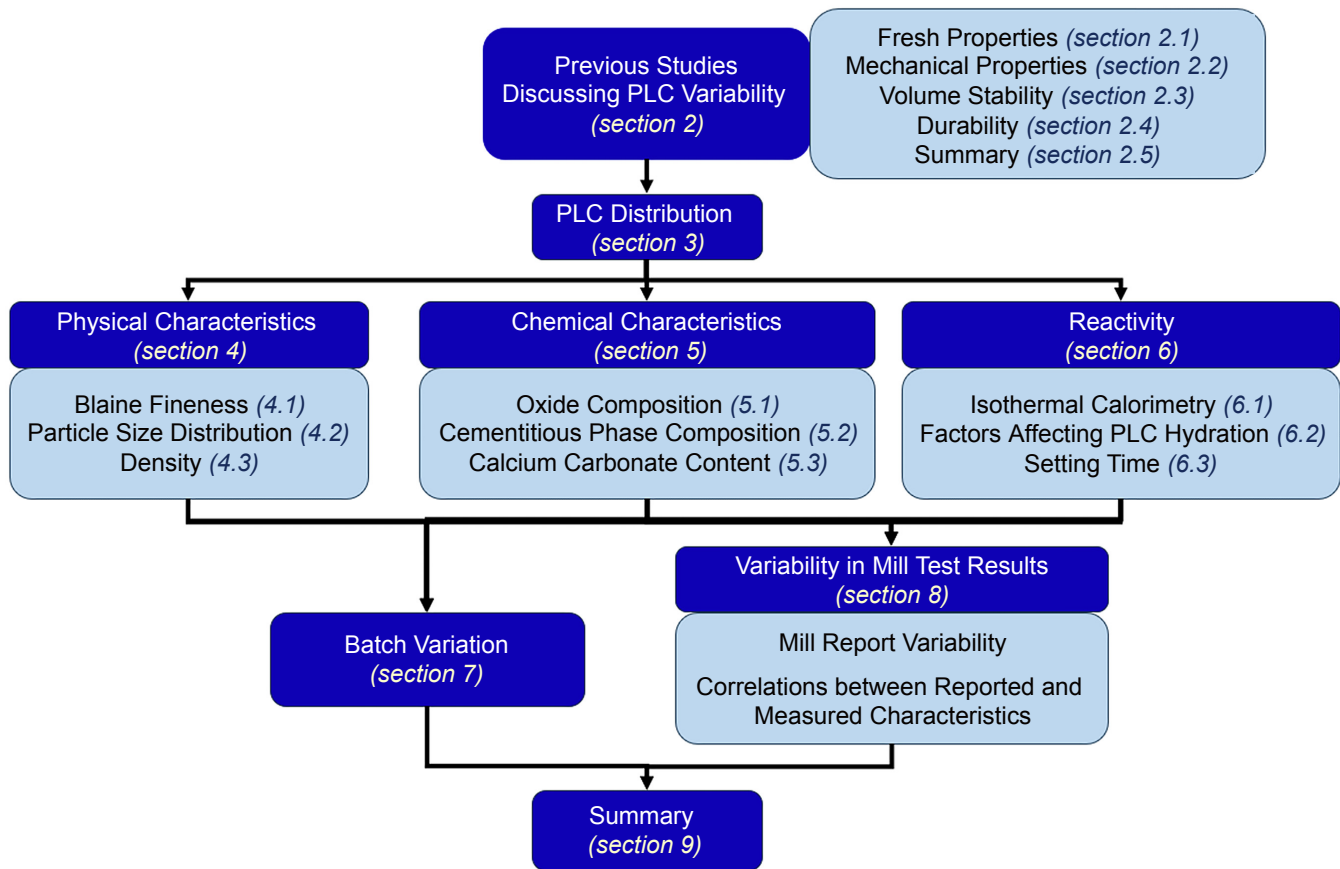 Previous Studies
Discussing PLC Variability
(section 2)
Fresh Properties (section 2.1)
Mechanical Properties (section 2.2)
Volume Stability (section 2.3)
Durability (section 2.4)
Summary (section 2.5)
PLC Distribution
(section 3)
Physical Characteristics
(section 4)
Blaine Fineness (4.1)
Particle Size Distribution (4.2)
Density (4.3)
Chemical Characteristics
(section 5)
Oxide Composition (5.1)
Cementitious Phase Composition (5.2)
Calcium Carbonate Content (5.3)
Reactivity
(section 6)
Isothermal Calorimetry (6.1)
Factors Affecting PLC Hydration (6.2)
Setting Time (6.3)
Batch Variation
(section 7)
Variability in Mill Test Results
(section 8)
Mill Report Variability
Correlations between Reported and
Measured Characteristics
Summary
(section 9)